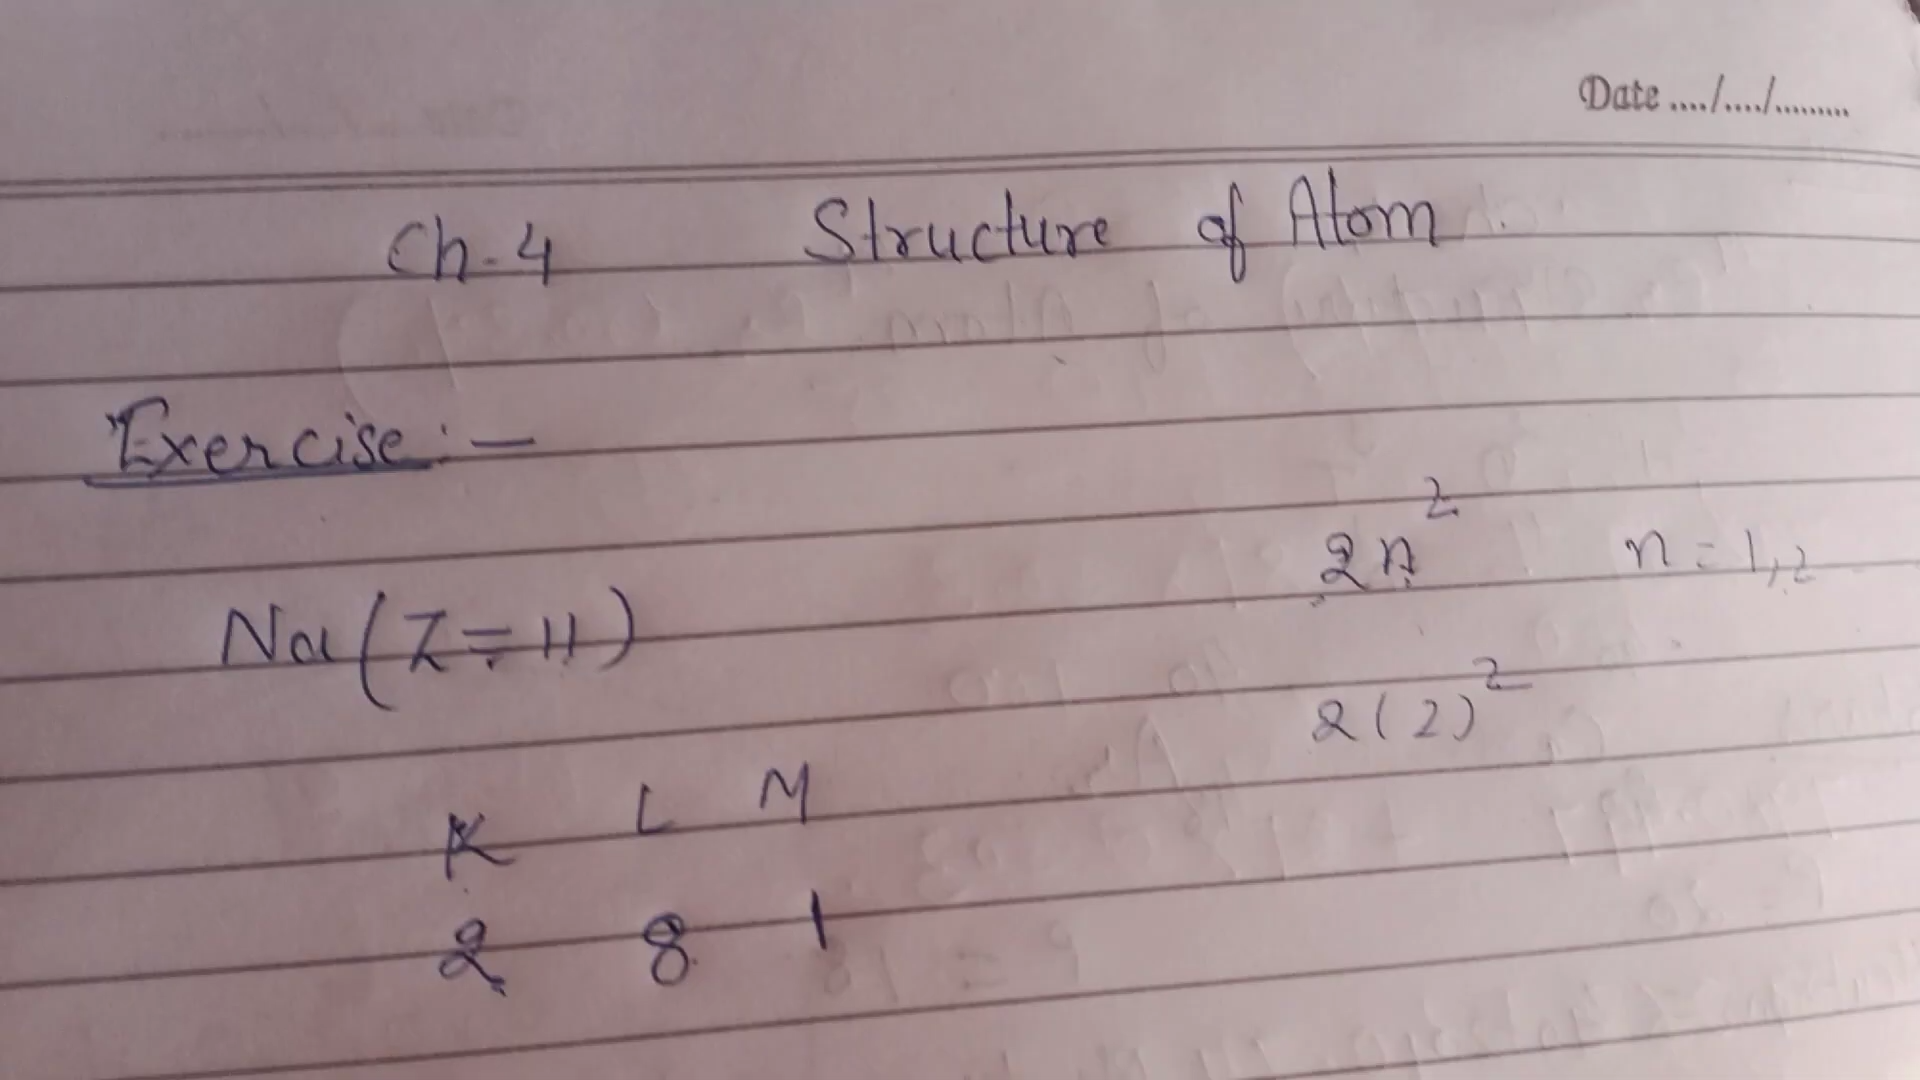 Date ..../..../.........
Ch-4 Structure of Atom
Exercise:-
2n² n = 1,2
Na(Z=11)
2(2)²
K L M
2 8 1